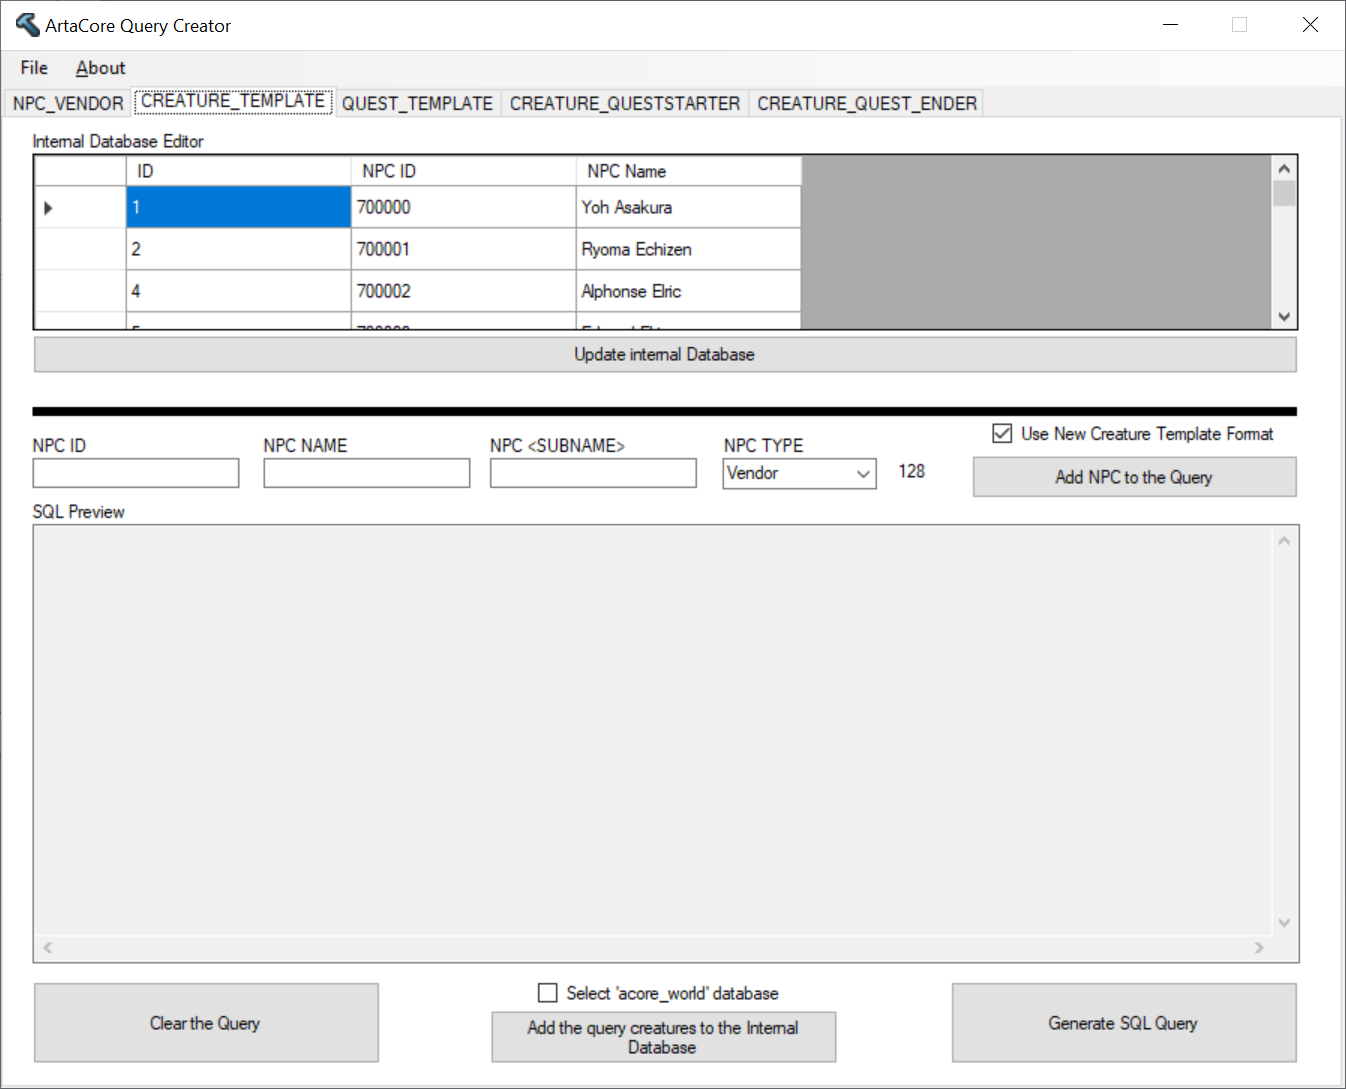 ArtaCore Query Creator
File About
NPC_VENDOR CREATURE_TEMPLATE QUEST_TEMPLATE CREATURE_QUESTSTARTER CREATURE_QUEST_ENDER
Internal Database Editor
ID NPC ID NPC Name
1 700000 Yoh Asakura
2 700001 Ryoma Echizen
4 700002 Alphonse Elric
Update internal Database
Use New Creature Template Format
NPC ID NPC NAME NPC <SUBNAME> NPC TYPE
Vendor 128
Add NPC to the Query
SQL Preview
Select 'acore_world' database
Clear the Query
Add the query creatures to the Internal
Database
Generate SQL Query